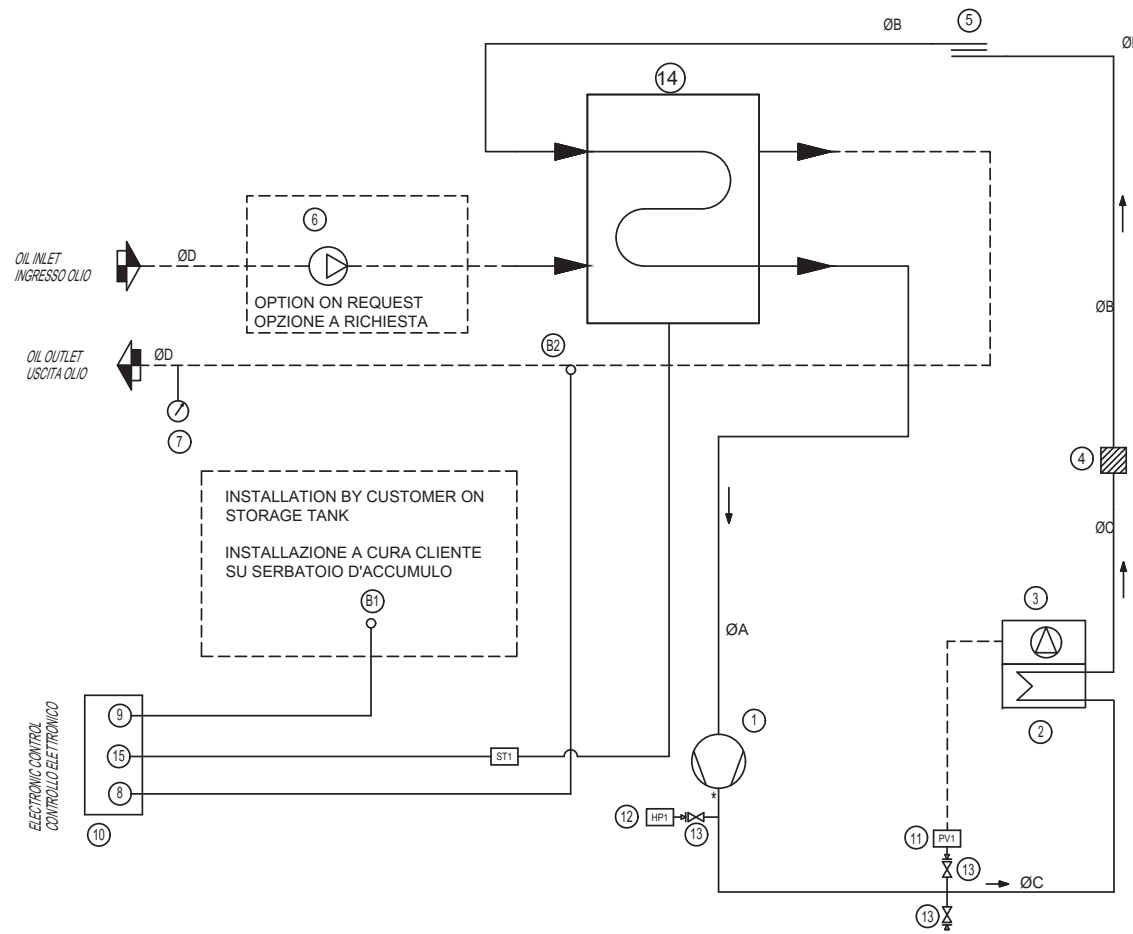 ØB
5
14
6
OIL INLET
INGRESSO OLIO
ØD
OPTION ON REQUEST
OPZIONE A RICHIESTA
ØB
OIL OUTLET
USCITA OLIO
ØD
B2
7
4
INSTALLATION BY CUSTOMER ON
STORAGE TANK
INSTALLAZIONE A CURA CLIENTE
SU SERBATOIO D'ACCUMULO
ØC
B1
3
ØA
ELECTRONIC CONTROL
CONTROLLO ELETTRONICO
9
1
2
15
ST1
8
*
12
HP1
13
10
11
PV1
13
ØC
13